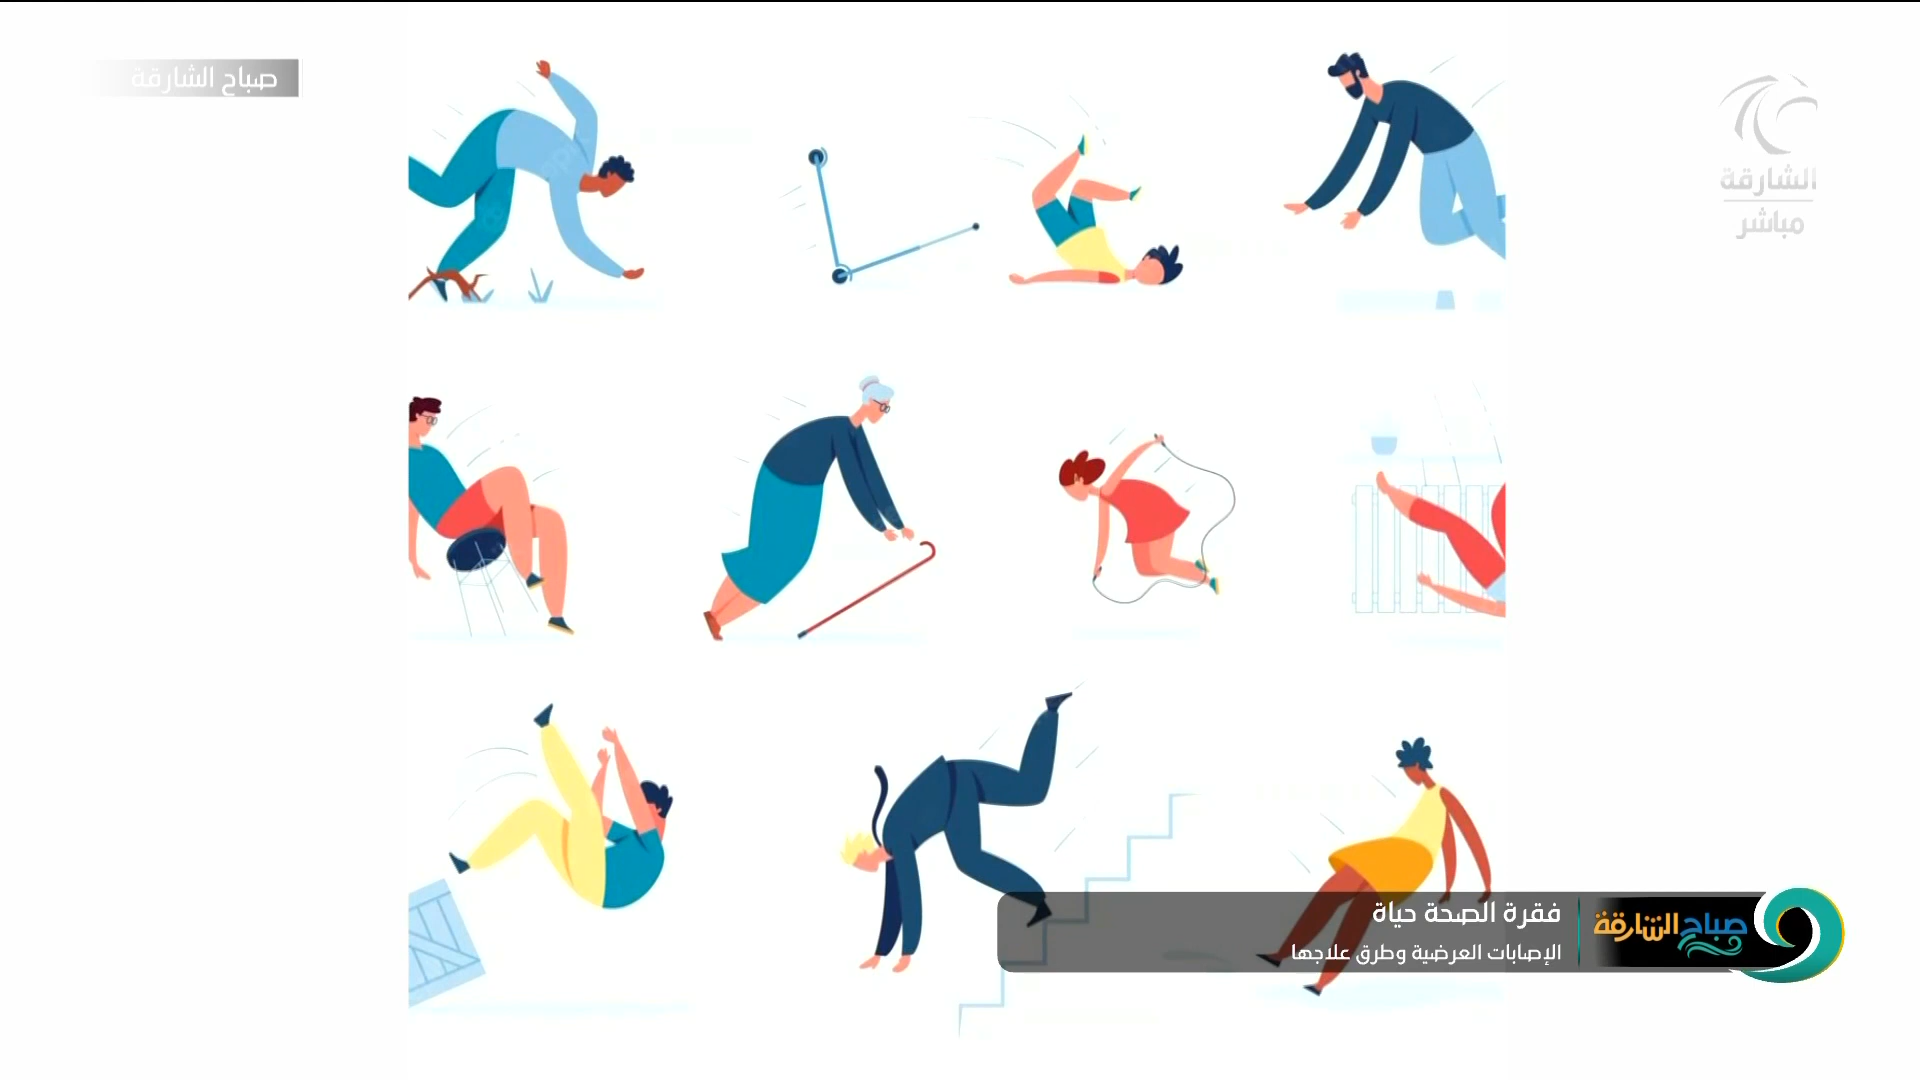 صباح الشارقة
الشارقة
مباشر
فقرة الصحة حياة
الإصابات العرضية وطرق علاجها
صباح الشارقة